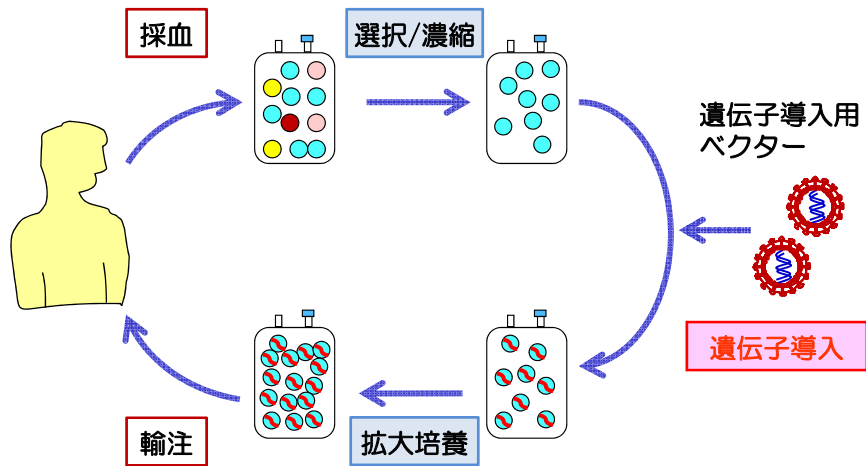 採血
選択/濃縮
遺伝子導入用
ベクター
遺伝子導入
拡大培養
輸注